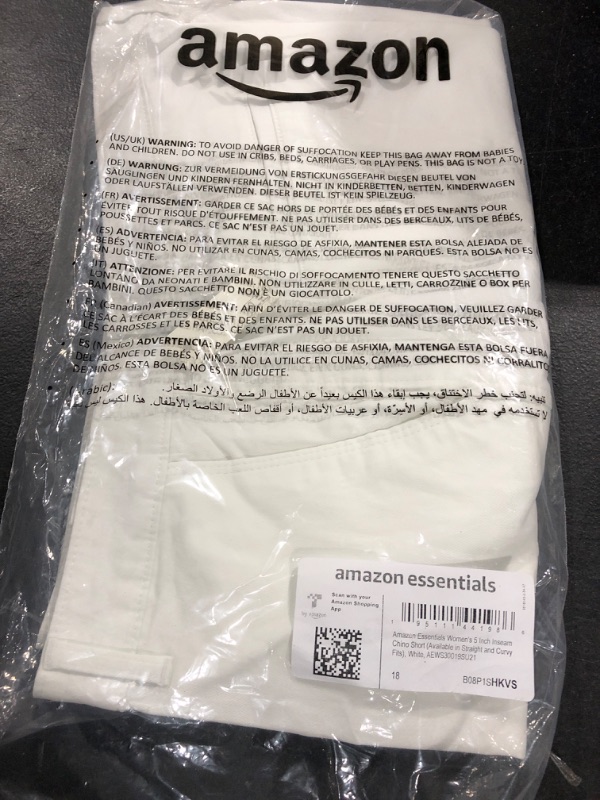 amazon
(US/UK) WARNING: TO AVOID DANGER OF SUFFOCATION KEEP THIS BAG AWAY FROM BABIES
AND CHILDREN. DO NOT USE IN CRIBS, BEDS, CARRIAGES, OR PLAY PENS. THIS BAG IS NOT A TOY
(DE) WARNUNG: ZUR VERMEIDUNG VON ERSTICKUNGSGEFAHR DIESEN BEUTEL VON
SÄUGLINGEN UND KINDERN FERNHALTEN. NICHT IN KINDERBETTEN, BETTEN, KINDERWAGEN
ODER LAUFSTÄLLEN VERWENDEN. DIESER BEUTEL IST KEIN SPIELZEUG.
(FR) AVERTISSEMENT: GARDER CE SAC HORS DE PORTÉE DES BÉBÉS ET DES ENFANTS POUR
ÉVITER TOUT RISQUE D'ÉTOUFFEMENT. NE PAS UTILISER DANS DES BERCEAUX, LITS DE BÉBÉS,
POUSSETTES ET PARCS. CE SAC N'EST PAS UN JOUET.
(ES) ADVERTENCIA: PARA EVITAR EL RIESGO DE ASFIXIA, MANTENER ESTA BOLSA ALEJADA DE
BEBÉS Y NIÑOS. NO UTILIZAR EN CUNAS, CAMAS, COCHECITOS NI PARQUES. ESTA BOLSA NO ES
UN JUGUETE.
(IT) ATTENZIONE: PER EVITARE IL RISCHIO DI SOFFOCAMENTO TENERE QUESTO SACCHETTO
LONTANO DA NEONATI E BAMBINI. NON UTILIZZARE IN CULLE, LETTI, CARROZZINE O BOX PER
BAMBINI. QUESTO SACCHETTO NON È UN GIOCATTOLO.
(Canadian) AVERTISSEMENT: AFIN D'ÉVITER LE DANGER DE SUFFOCATION, VEUILLEZ GARDER
CE SAC À L'ÉCART DES BÉBÉS ET DES ENFANTS. NE PAS UTILISER DANS LES BERCEAUX, LES LITS,
LES CARROSSES ET LES PARCS. CE SAC N'EST PAS UN JOUET.
ES (Mexico) ADVERTENCIA: PARA EVITAR EL RIESGO DE ASFIXIA, MANTENGA ESTA BOLSA FUERA
DEL ALCANCE DE BEBÉS Y NIÑOS. NO LA UTILICE EN CUNAS, CAMAS, COCHECITOS NI CORRALITO
DE NIÑOS. ESTA BOLSA NO ES UN JUGUETE.
تنبيه: لتجنب خطر الاختناق، يجب إبقاء هذا الكيس بعيداً عن الأطفال الرضع والأولاد الصغار.
لا تستخدمه في مهد الأطفال، أو الأسرّة، أو عربات الأطفال، أو أقفاص اللعب الخاصة بالأطفال. هذا الكيس ليس
amazon essentials
Scan with your
Amazon Shopping
App
Amazon Essentials Women's 5 Inch Inseam
Chino Short (Available in Straight and Curvy
Fits), White, AEWS30019SU21
18 B08P1SHKVS